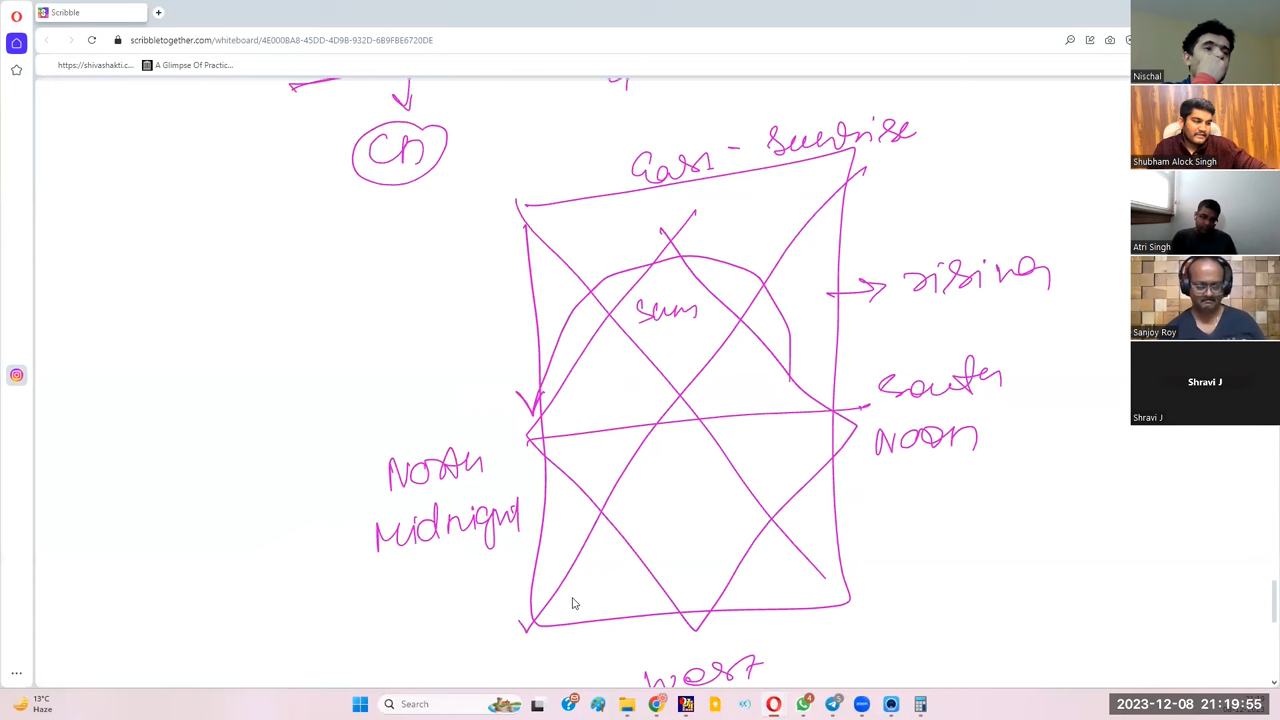 Scribble
scribbletogether.com/whiteboard/4E000BA8-45DD-4D9B-932D-6B9FBE6720DE
https://shivashakti.c...
A Glimpse Of Practic...
Ch
East - Sunrise
sun
rising
South
Noon
North
Midnight
west
Nischal
Shubham Alock Singh
Atri Singh
Sanjoy Roy
Shravi J
Shravi J
13°C
Haze
Search
4
2023-12-08 21:19:55